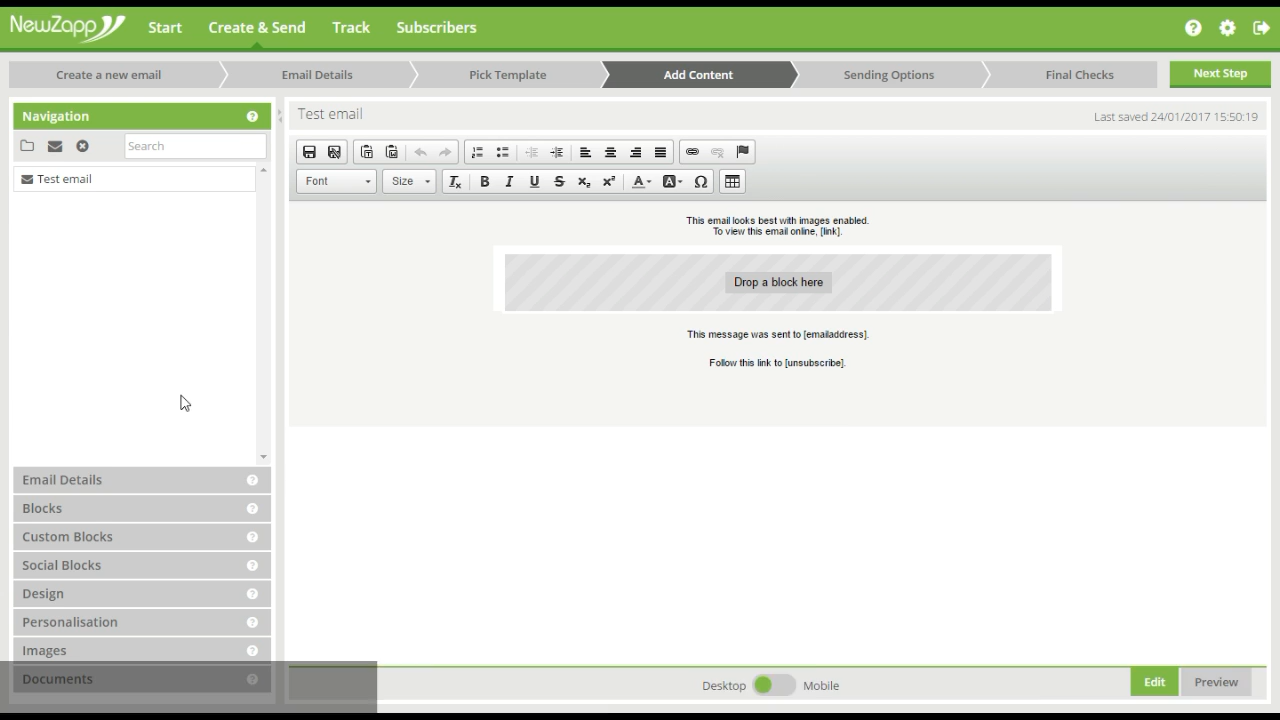 NewZapp Start Create & Send Track Subscribers
Create a new email Email Details Pick Template Add Content Sending Options Final Checks Next Step
Navigation
Search
Test email
Email Details
Blocks
Custom Blocks
Social Blocks
Design
Personalisation
Images
Documents
Test email Last saved 24/01/2017 15:50:19
Font Size
This email looks best with images enabled.
To view this email online, [link].
Drop a block here
This message was sent to [emailaddress].
Follow this link to [unsubscribe].
Desktop Mobile Edit Preview